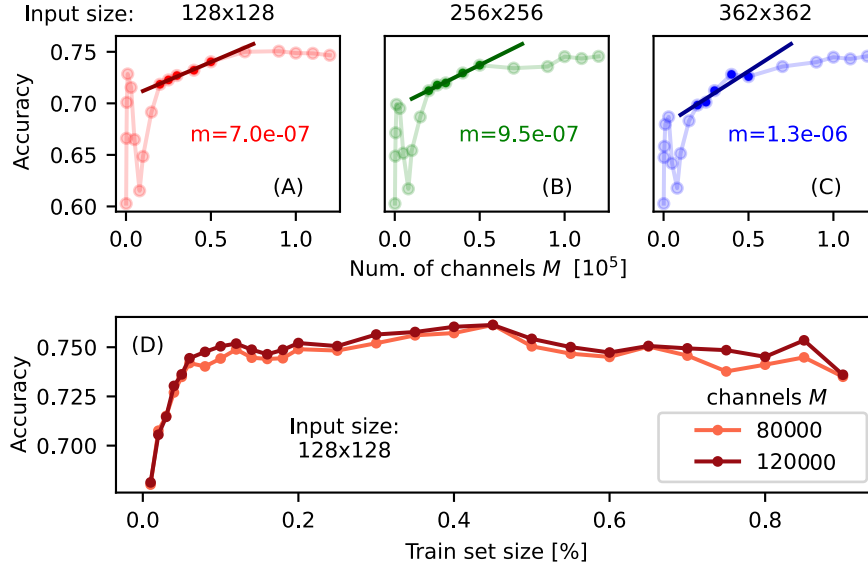 Input size: 128x128 256x256 362x362
Accuracy
0.75
0.70
0.65
0.60
m=7.0e-07
(A)
m=9.5e-07
(B)
m=1.3e-06
(C)
0.0 0.5 1.0 0.0 0.5 1.0 0.0 0.5 1.0
Num. of channels M [10⁵]
(D)
Accuracy
0.750
0.725
0.700
Input size:
128x128
channels M
80000
120000
0.0 0.2 0.4 0.6 0.8
Train set size [%]